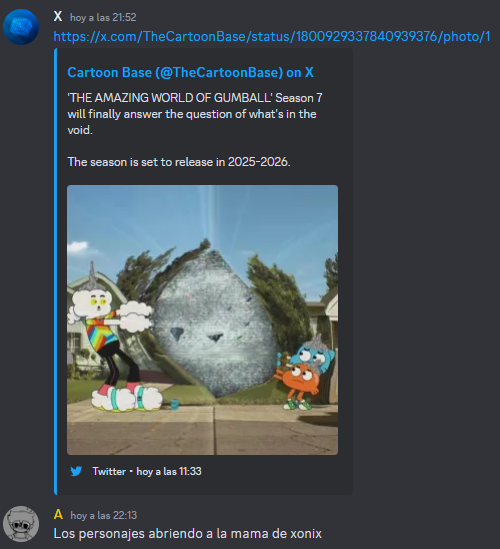 X hoy a las 21:52
https://x.com/TheCartoonBase/status/1800929337840939376/photo/1
Cartoon Base (@TheCartoonBase) on X
'THE AMAZING WORLD OF GUMBALL' Season 7
will finally answer the question of what's in the
void.
The season is set to release in 2025-2026.
Twitter • hoy a las 11:33
A hoy a las 22:13
Los personajes abriendo a la mama de xonix